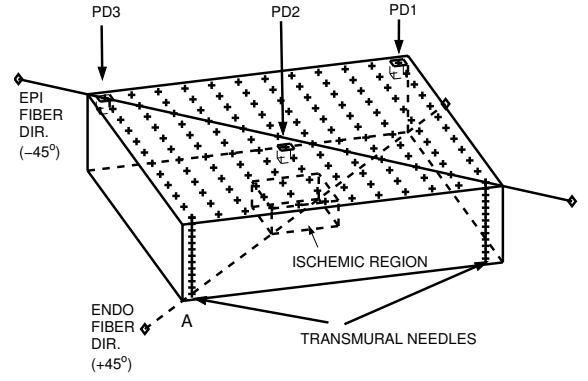 PD3
PD2
PD1
EPI
FIBER
DIR.
(−45°)
ISCHEMIC REGION
ENDO
FIBER
DIR.
(+45°)
A
TRANSMURAL NEEDLES